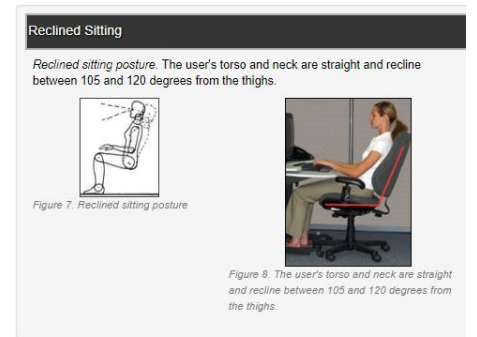 Reclined Sitting
Reclined sitting posture. The user's torso and neck are straight and recline
between 105 and 120 degrees from the thighs.
Figure 7. Reclined sitting posture
Figure 8. The user's torso and neck are straight
and recline between 105 and 120 degrees from
the thighs.